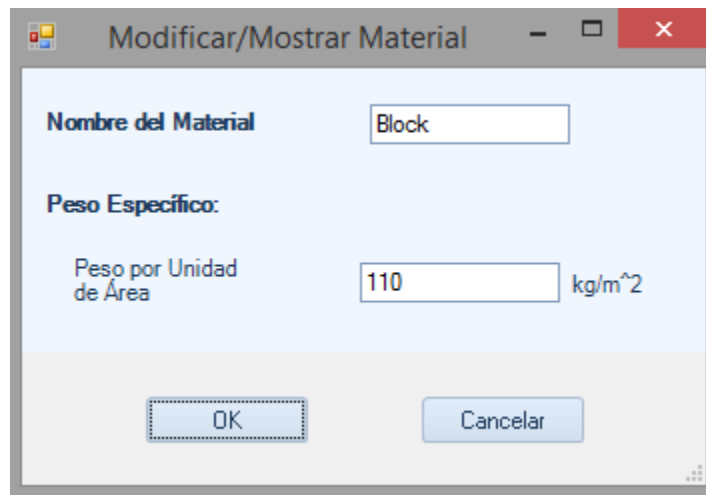 Modificar/Mostrar Material
Nombre del Material
Block
Peso Específico:
Peso por Unidad
de Área
110
kg/m^2
OK
Cancelar